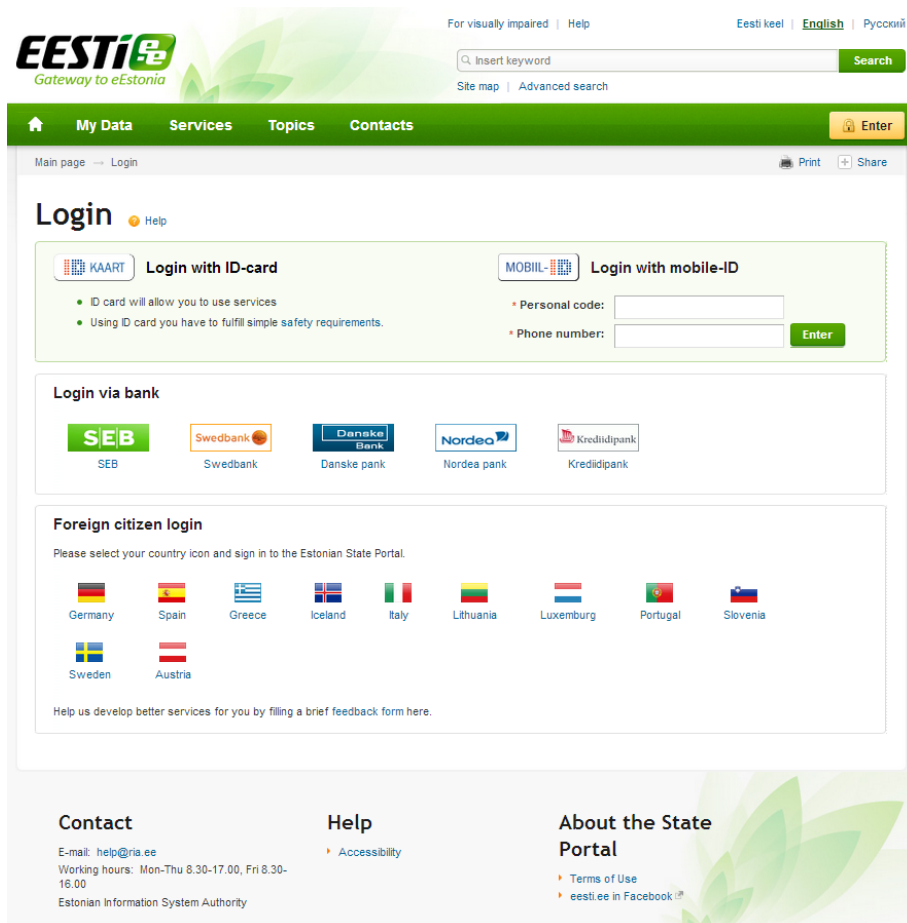 For visually impaired | Help
Eesti keel | English | Русский
EESTi ee
Gateway to eEstonia
Insert keyword
Search
Site map | Advanced search
My Data Services Topics Contacts
Enter
Main page → Login
Print
Share
Login
Help
KAART
Login with ID-card
ID card will allow you to use services
Using ID card you have to fulfill simple safety requirements.
MOBIIL-
Login with mobile-ID
* Personal code:
* Phone number:
Enter
Login via bank
SEB
Swedbank
Danske Bank
Nordea
Krediidipank
SEB
Swedbank
Danske pank
Nordea pank
Krediidipank
Foreign citizen login
Please select your country icon and sign in to the Estonian State Portal.
Germany Spain Greece Iceland Italy Lithuania Luxemburg Portugal Slovenia
Sweden Austria
Help us develop better services for you by filling a brief feedback form here.
Contact
E-mail: help@ria.ee
Working hours: Mon-Thu 8.30-17.00, Fri 8.30-
16.00
Estonian Information System Authority
Help
Accessibility
About the State
Portal
Terms of Use
eesti.ee in Facebook